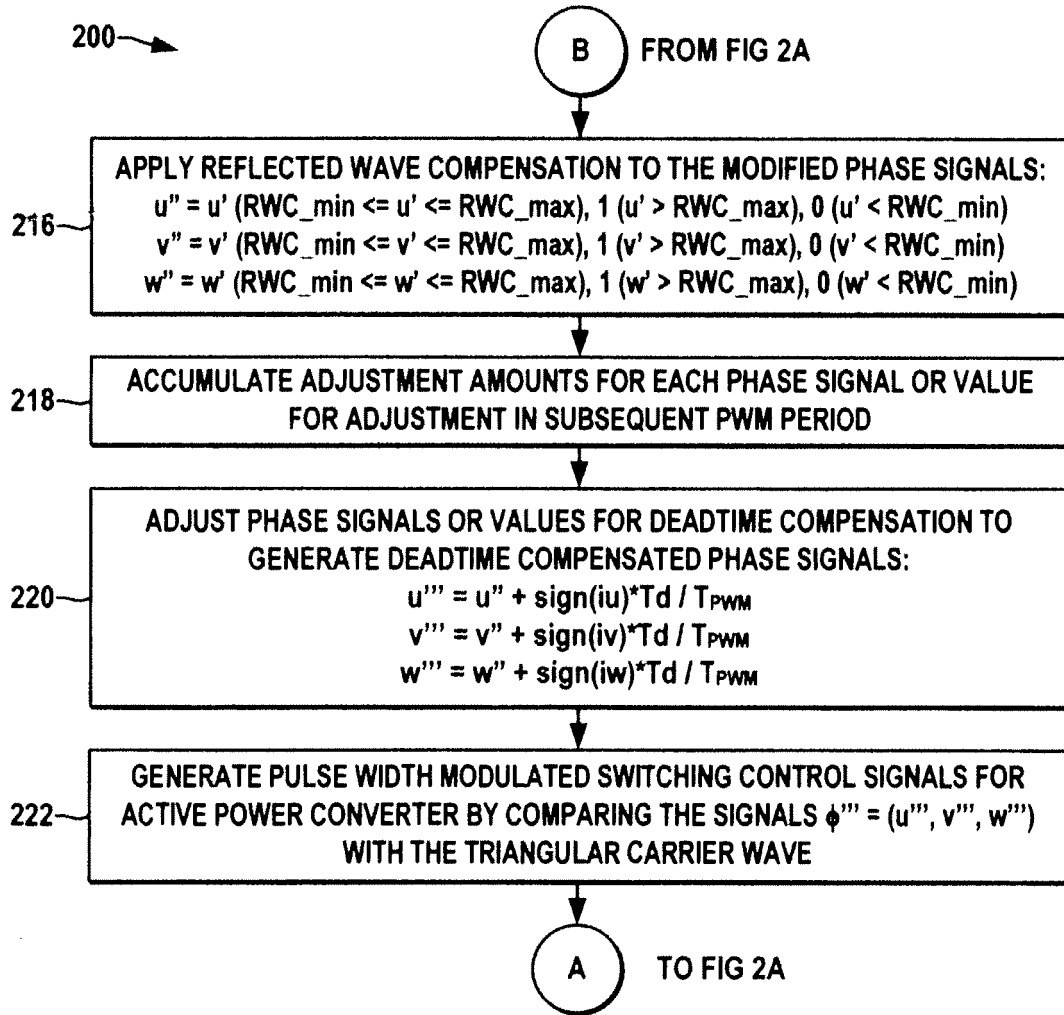 200
B FROM FIG 2A
APPLY REFLECTED WAVE COMPENSATION TO THE MODIFIED PHASE SIGNALS:
u" = u' (RWC_min <= u' <= RWC_max), 1 (u' > RWC_max), 0 (u' < RWC_min)
216
v" = v' (RWC_min <= v' <= RWC_max), 1 (v' > RWC_max), 0 (v' < RWC_min)
w" = w' (RWC_min <= w' <= RWC_max), 1 (w' > RWC_max), 0 (w' < RWC_min)
218
ACCUMULATE ADJUSTMENT AMOUNTS FOR EACH PHASE SIGNAL OR VALUE
FOR ADJUSTMENT IN SUBSEQUENT PWM PERIOD
ADJUST PHASE SIGNALS OR VALUES FOR DEADTIME COMPENSATION TO
GENERATE DEADTIME COMPENSATED PHASE SIGNALS:
220
u''' = u" + sign(iu)*Td / TPWM
v''' = v" + sign(iv)*Td / TPWM
w''' = w" + sign(iw)*Td / TPWM
GENERATE PULSE WIDTH MODULATED SWITCHING CONTROL SIGNALS FOR
222
ACTIVE POWER CONVERTER BY COMPARING THE SIGNALS ϕ''' = (u''', v''', w''')
WITH THE TRIANGULAR CARRIER WAVE
A TO FIG 2A